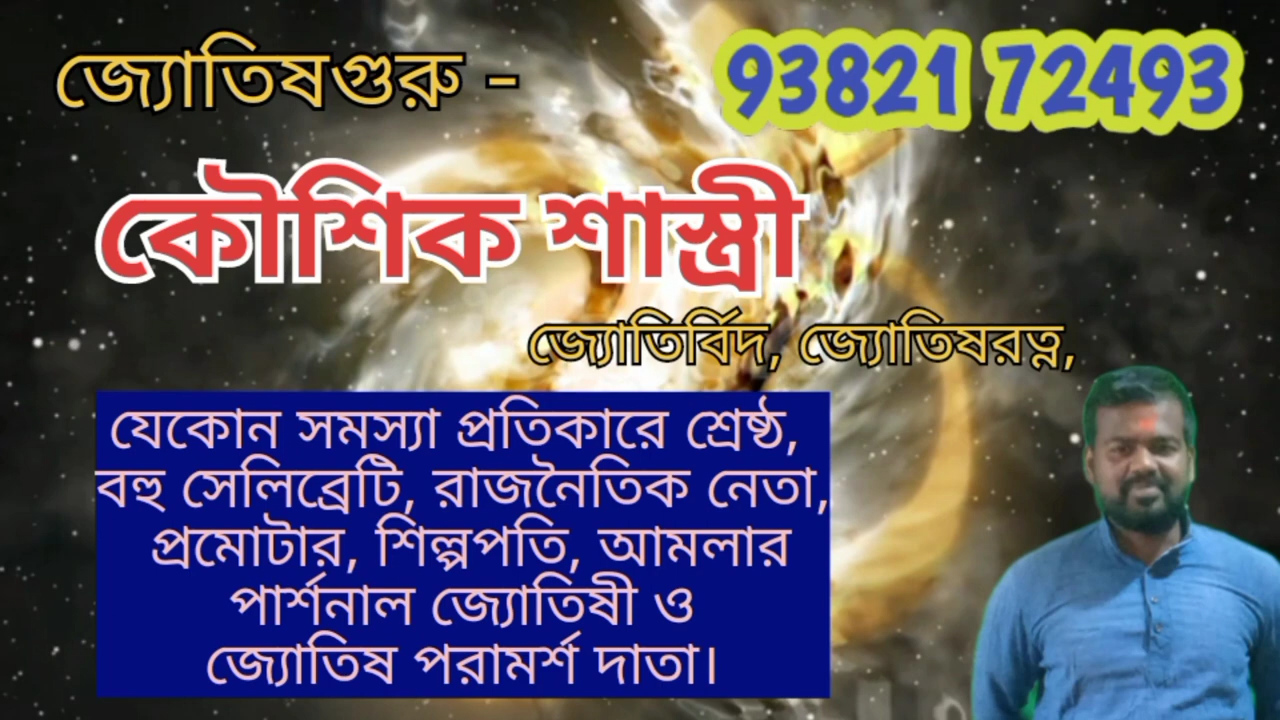 জ্যোতিষগুরু -
93821 72493
কৌশিক শাস্ত্রী
জ্যোতির্বিদ, জ্যোতিষরত্ন,
যেকোন সমস্যা প্রতিকারে শ্রেষ্ঠ,
বহু সেলিব্রেটি, রাজনৈতিক নেতা,
প্রমোটার, শিল্পপতি, আমলার
পার্শনাল জ্যোতিষী ও
জ্যোতিষ পরামর্শ দাতা।